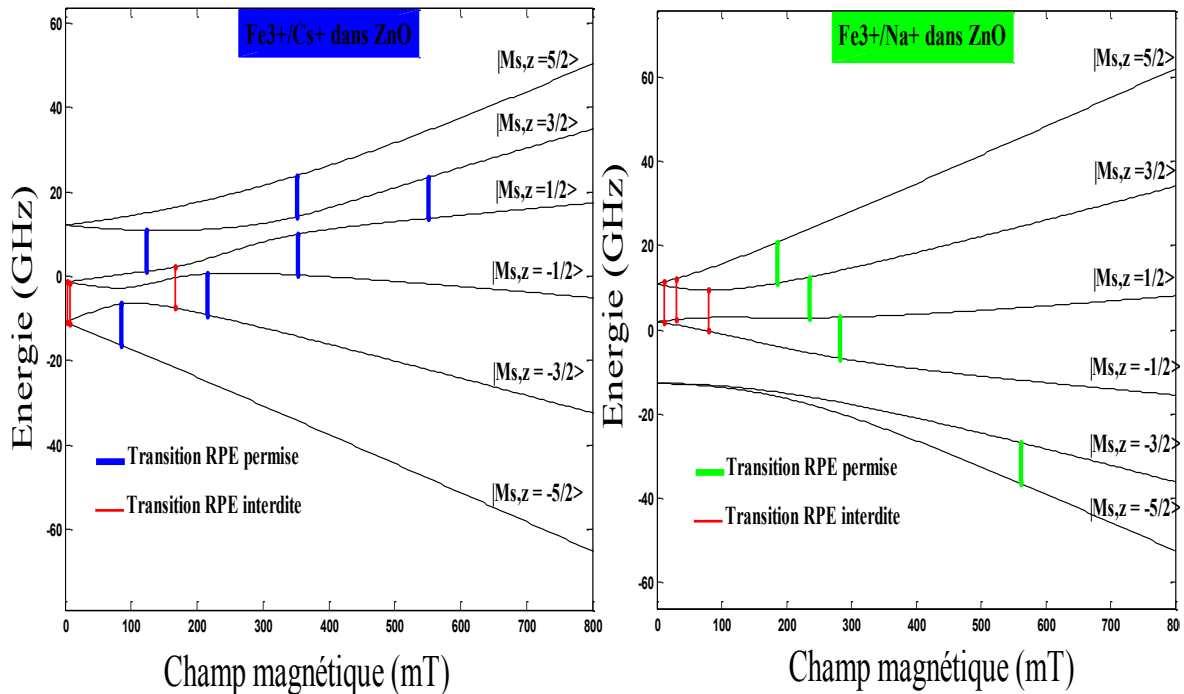 Fe3+/Cs+ dans ZnO
|Ms,z =5/2>
|Ms,z =3/2>
|Ms,z =1/2>
|Ms,z = -1/2>
|Ms,z = -3/2>
|Ms,z = -5/2>
Transition RPE permise
Transition RPE interdite
Energie (GHz)
60
40
20
0
-20
-40
-60
0 100 200 300 400 500 600 700 800
Champ magnétique (mT)
Fe3+/Na+ dans ZnO
|Ms,z =5/2>
|Ms,z =3/2>
|Ms,z =1/2>
|Ms,z = -1/2>
|Ms,z = -3/2>
|Ms,z = -5/2>
Transition RPE permise
Transition RPE interdite
Energie (GHz)
60
40
20
0
-20
-40
-60
0 100 200 300 400 500 600 700 800
Champ magnétique (mT)